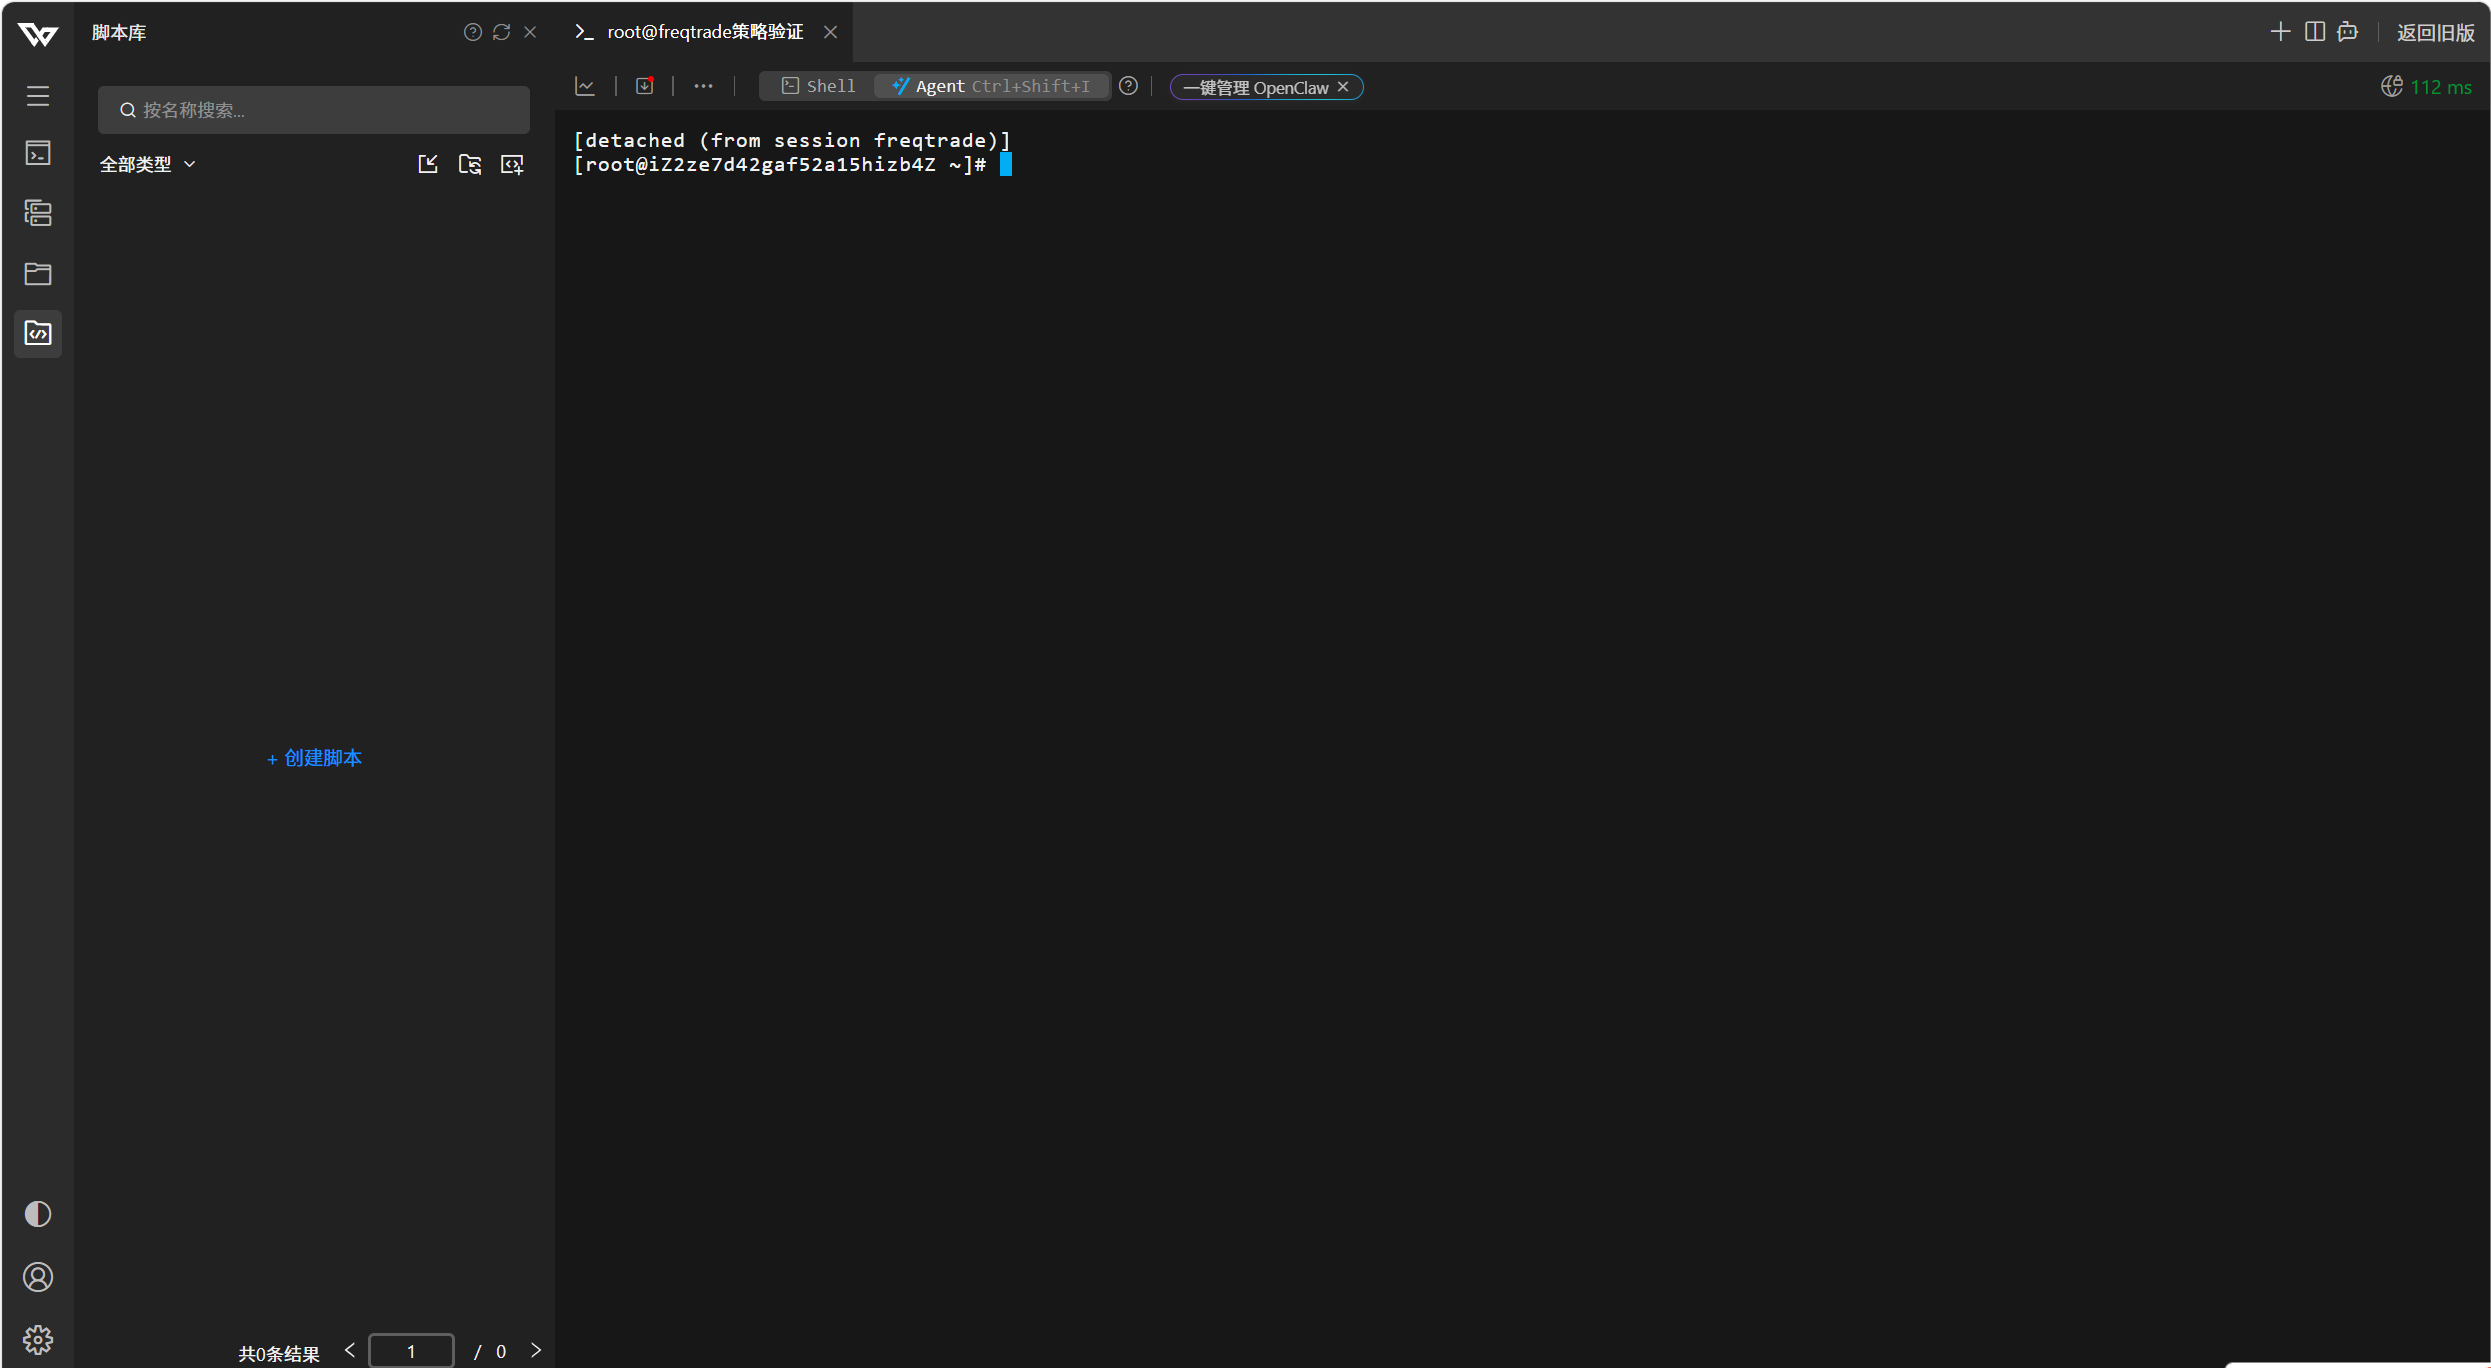 脚本库
按名称搜索...
全部类型
+ 创建脚本
共0条结果 < 1 / 0 >
root@freqtrade策略验证
返回旧版
Shell
Agent Ctrl+Shift+I
一键管理 OpenClaw
112 ms
[detached (from session freqtrade)]
[root@iZ2ze7d42gaf52a15hizb4Z ~]#